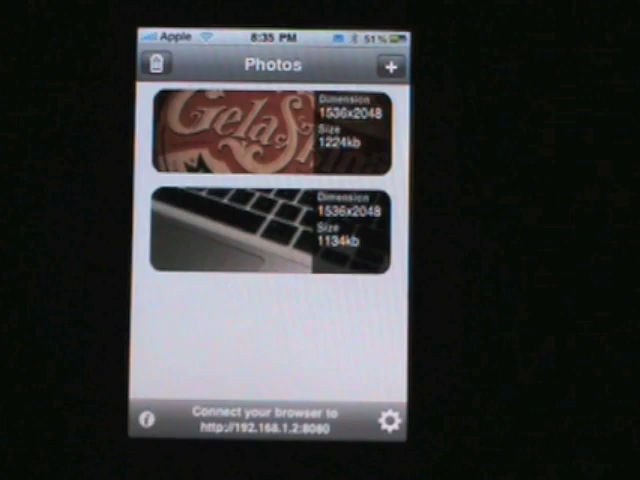 Apple 8:35 PM 51%
Photos
GelaSkins
Dimension
1536x2048
Size
1224kb
Dimension
1536x2048
Size
1134kb
Connect your browser to
http://192.168.1.2:8080